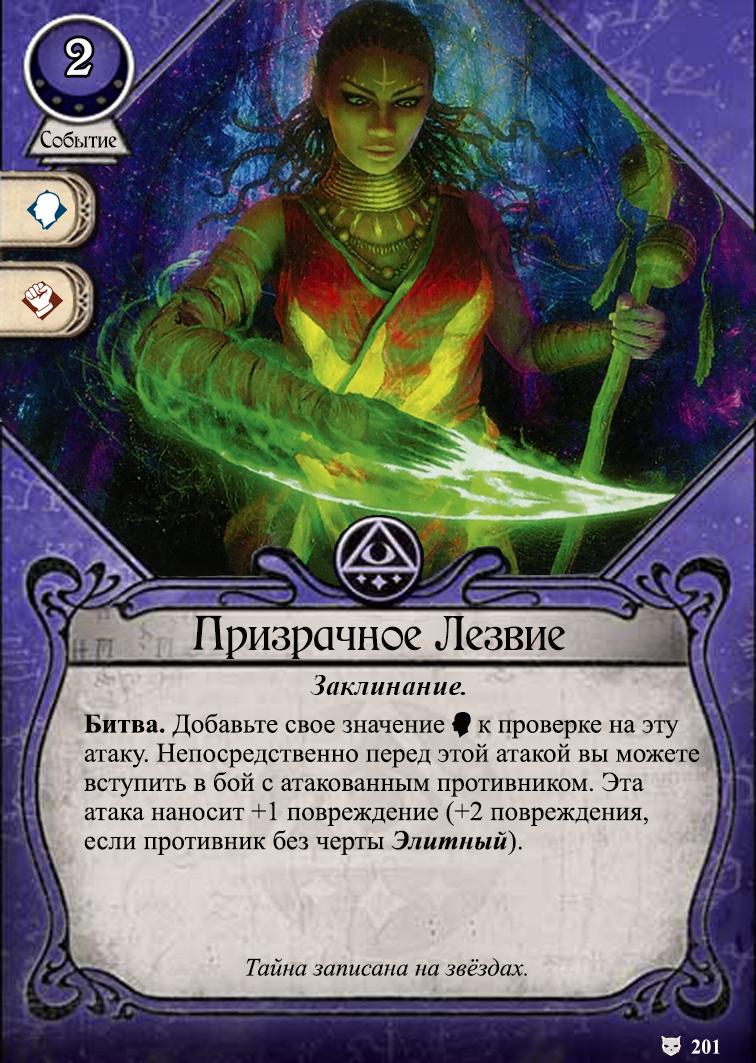 2
Событие
Призрачное Лезвие
Заклинание.
Битва. Добавьте свое значение к проверке на эту
атаку. Непосредственно перед этой атакой вы можете
вступить в бой с атакованным противником. Эта
атака наносит +1 повреждение (+2 повреждения,
если противник без черты Элитный).
Тайна записана на звёздах.
201